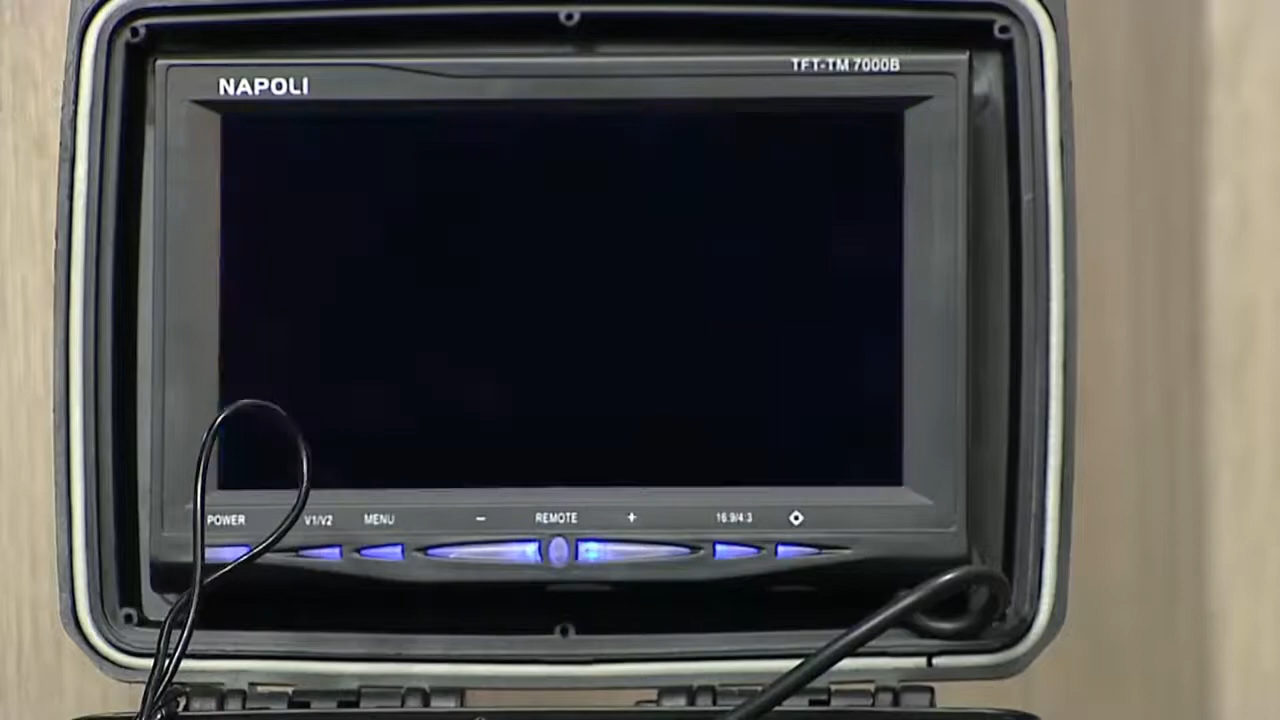 NAPOLI
TFT-TM 7000B
POWER V1/V2 MENU − REMOTE + 16:9/4:3